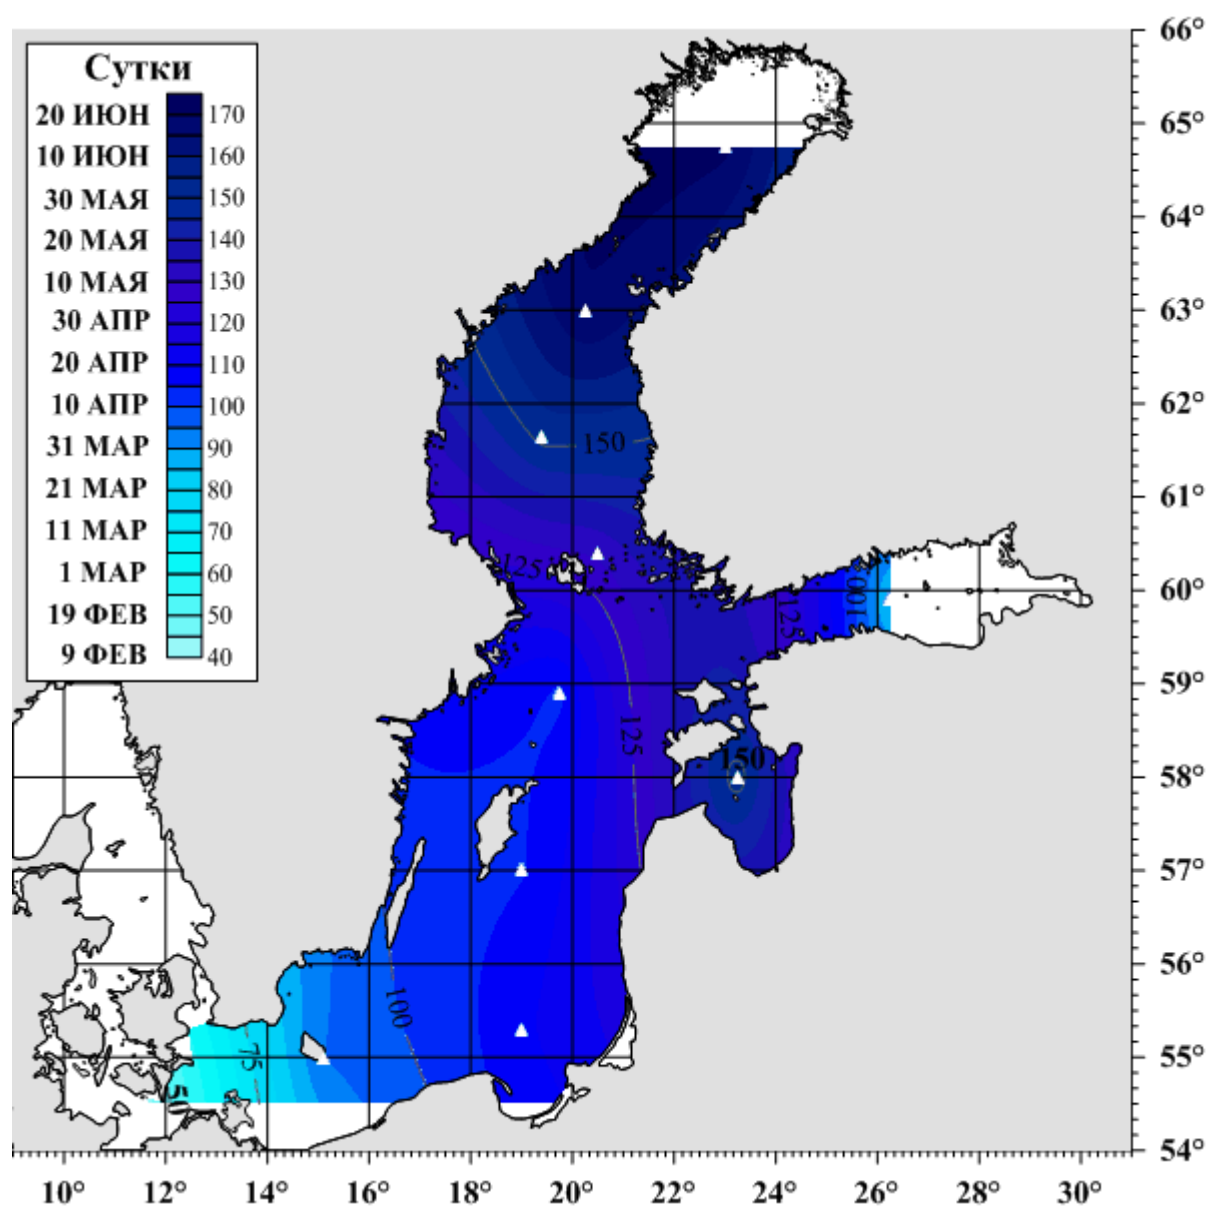 Сутки
20 ИЮН 170
10 ИЮН 160
30 МАЯ 150
20 МАЯ 140
10 МАЯ 130
30 АПР 120
20 АПР 110
10 АПР 100
31 МАР 90
21 МАР 80
11 МАР 70
1 МАР 60
19 ФЕВ 50
9 ФЕВ 40
66°
65°
64°
63°
62°
150
61°
125
60°
100
125
59°
125
150
58°
57°
56°
100
55°
75
50
54°
10° 12° 14° 16° 18° 20° 22° 24° 26° 28° 30°